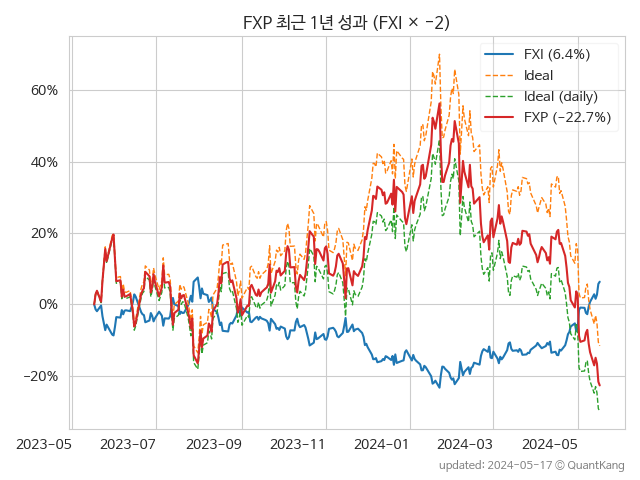 FXP 최근 1년 성과 (FXI × −2)
FXI (6.4%)
Ideal
Ideal (daily)
FXP (−22.7%)
60%
40%
20%
0%
−20%
2023-05 2023-07 2023-09 2023-11 2024-01 2024-03 2024-05
updated: 2024-05-17 © QuantKang